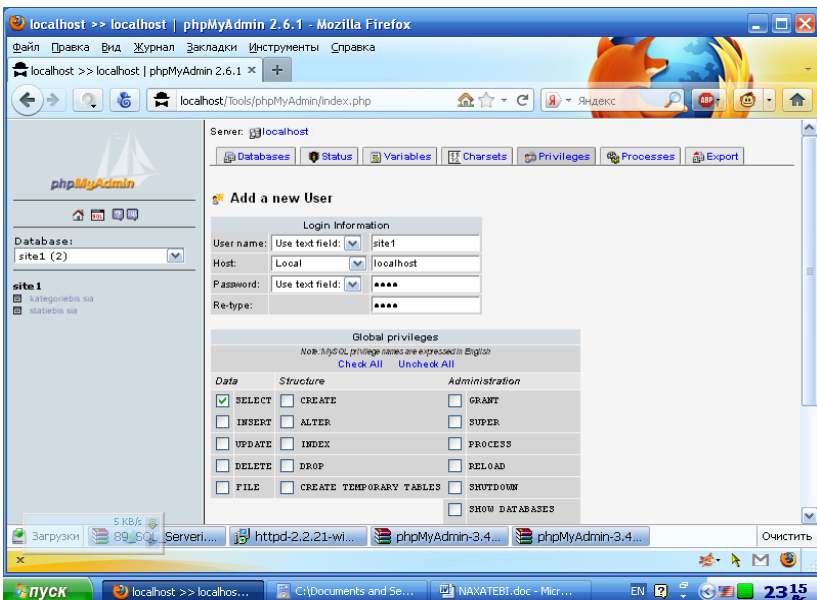 localhost >> localhost | phpMyAdmin 2.6.1 - Mozilla Firefox
Файл Правка Вид Журнал Закладки Инструменты Справка
localhost >> localhost | phpMyAdmin 2.6.1 × +
localhost/Tools/phpMyAdmin/index.php
Я Яндекс
ABP
phpMyAdmin
SQL
Database:
site1 (2)
site1
kategoriebis sia
statiebis sia
Server: localhost
Databases Status Variables Charsets Privileges Processes Export
Add a new User
Login Information
User name: Use text field: site1
Host: Local localhost
Password: Use text field: ••••
Re-type: ••••
Global privileges
Note: MySQL privilege names are expressed in English
Check All Uncheck All
Data Structure Administration
SELECT CREATE GRANT
INSERT ALTER SUPER
UPDATE INDEX PROCESS
DELETE DROP RELOAD
FILE CREATE TEMPORARY TABLES SHUTDOWN
SHOW DATABASES
5 KB/s
Загрузки 89_SQL_Serveri.... httpd-2.2.21-wi... phpMyAdmin-3.4... phpMyAdmin-3.4... Очистить
×
пуск localhost >> localhos... C:\Documents and Se... NAXATEBI.doc - Micr... EN 23 15